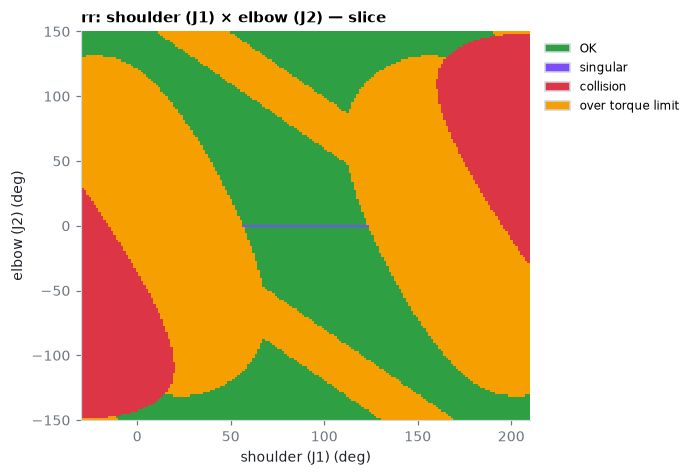 rr: shoulder (J1) × elbow (J2) — slice
OK
singular
collision
over torque limit
150
100
50
0
−50
−100
−150
elbow (J2) (deg)
0
50
100
150
200
shoulder (J1) (deg)